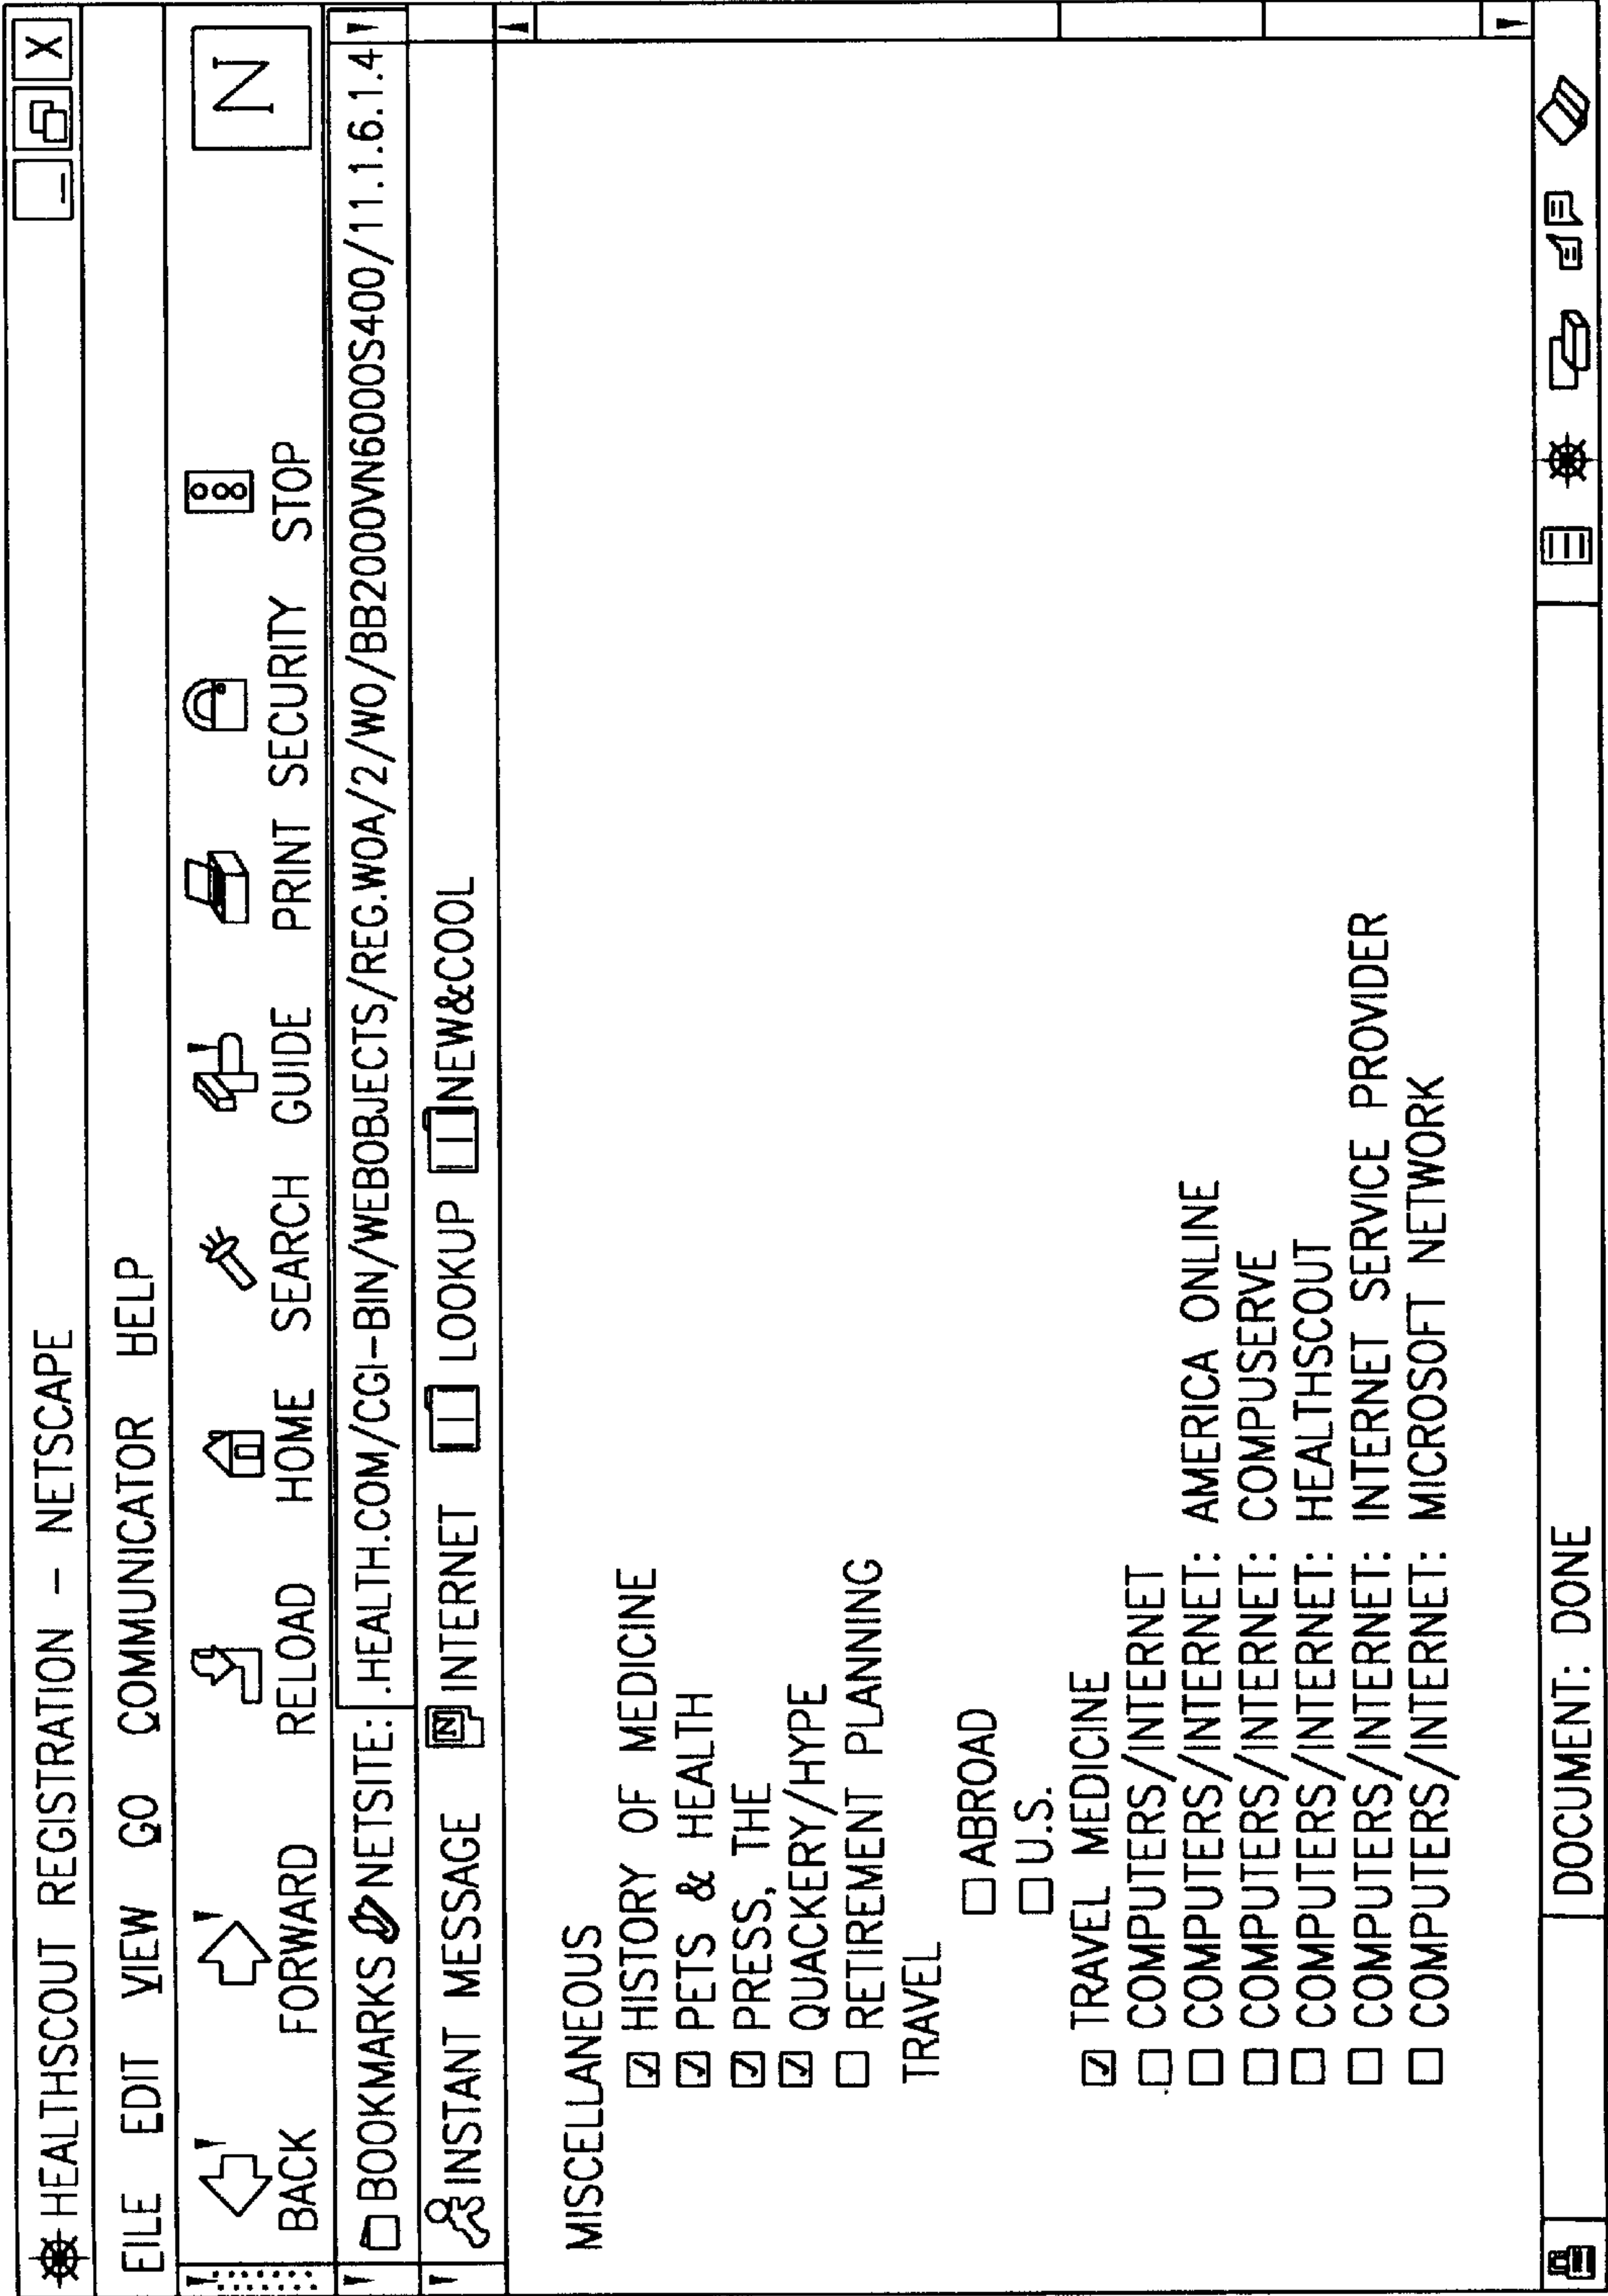 HEALTHSCOUT REGISTRATION – NETSCAPE
_ X
FILE EDIT VIEW GO COMMUNICATOR HELP
BACK FORWARD RELOAD HOME SEARCH GUIDE PRINT SECURITY STOP
N
BOOKMARKS NETSITE: .HEALTH.COM/CGI-BIN/WEBOBJECTS/REG.WOA/2/WO/BB2000VN6000S400/11.1.6.1.4
INSTANT MESSAGE N INTERNET LOOKUP NEW&COOL
MISCELLANEOUS
☑ HISTORY OF MEDICINE
☑ PETS & HEALTH
☑ PRESS, THE
☑ QUACKERY/HYPE
☐ RETIREMENT PLANNING
TRAVEL
☐ ABROAD
☐ U.S.
☑ TRAVEL MEDICINE
☐ COMPUTERS/INTERNET
☐ COMPUTERS/INTERNET: AMERICA ONLINE
☐ COMPUTERS/INTERNET: COMPUSERVE
☐ COMPUTERS/INTERNET: HEALTHSCOUT
☐ COMPUTERS/INTERNET: INTERNET SERVICE PROVIDER
☐ COMPUTERS/INTERNET: MICROSOFT NETWORK
DOCUMENT: DONE